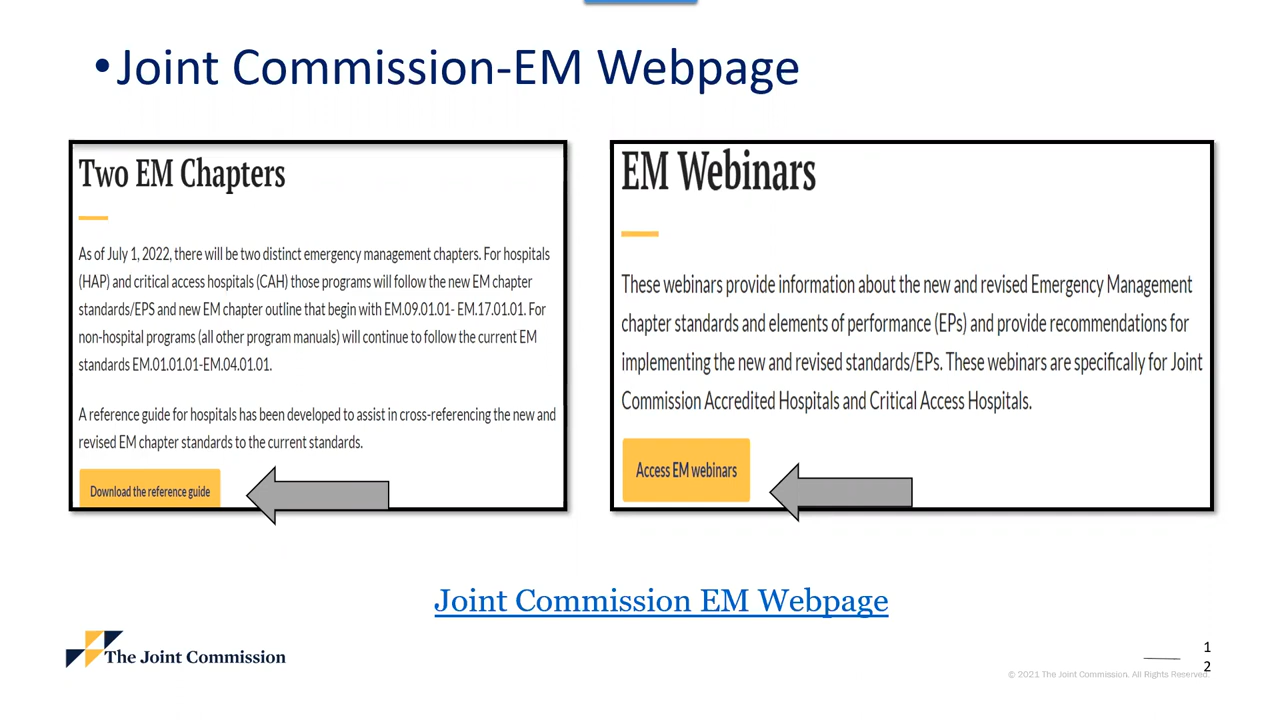 •Joint Commission-EM Webpage
Two EM Chapters
As of July 1, 2022, there will be two distinct emergency management chapters. For hospitals
(HAP) and critical access hospitals (CAH) those programs will follow the new EM chapter
standards/EPS and new EM chapter outline that begin with EM.09.01.01- EM.17.01.01. For
non-hospital programs (all other program manuals) will continue to follow the current EM
standards EM.01.01.01-EM.04.01.01.
A reference guide for hospitals has been developed to assist in cross-referencing the new and
revised EM chapter standards to the current standards.
Download the reference guide
EM Webinars
These webinars provide information about the new and revised Emergency Management
chapter standards and elements of performance (EPs) and provide recommendations for
implementing the new and revised standards/EPs. These webinars are specifically for Joint
Commission Accredited Hospitals and Critical Access Hospitals.
Access EM webinars
Joint Commission EM Webpage
The Joint Commission
1
2
© 2021 The Joint Commission. All Rights Reserved.